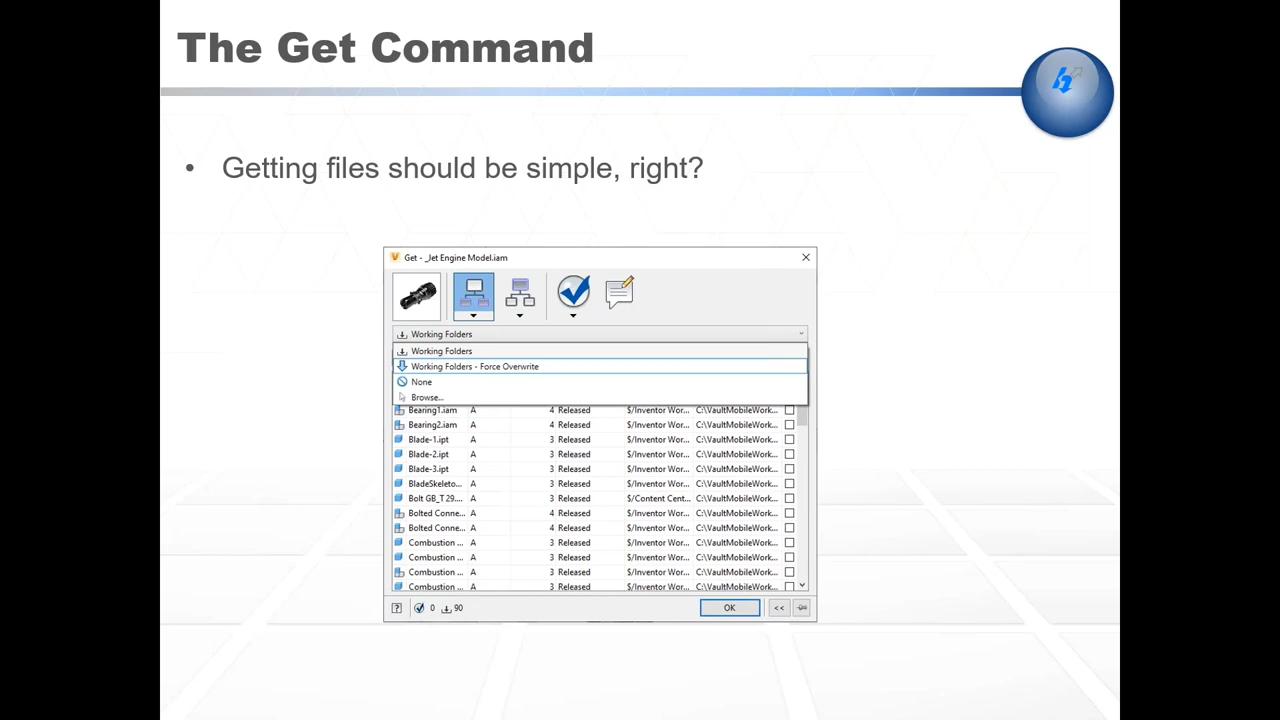 The Get Command
• Getting files should be simple, right?
Get - _Jet Engine Model.iam
Working Folders
Working Folders
Working Folders - Force Overwrite
None
Browse...
Bearing1.iam A 4 Released $/Inventor Wor... C:\VaultMobileWork...
Bearing2.iam A 4 Released $/Inventor Wor... C:\VaultMobileWork...
Blade-1.ipt A 3 Released $/Inventor Wor... C:\VaultMobileWork...
Blade-2.ipt A 3 Released $/Inventor Wor... C:\VaultMobileWork...
Blade-3.ipt A 3 Released $/Inventor Wor... C:\VaultMobileWork...
BladeSkeleto... A 3 Released $/Inventor Wor... C:\VaultMobileWork...
Bolt GB_T 29.... A 3 Released $/Content Cent... C:\VaultMobileWork...
Bolted Conne... A 4 Released $/Inventor Wor... C:\VaultMobileWork...
Bolted Conne... A 4 Released $/Inventor Wor... C:\VaultMobileWork...
Combustion ... A 3 Released $/Inventor Wor... C:\VaultMobileWork...
Combustion ... A 3 Released $/Inventor Wor... C:\VaultMobileWork...
Combustion ... A 3 Released $/Inventor Wor... C:\VaultMobileWork...
Combustion ... A 3 Released $/Inventor Wor... C:\VaultMobileWork...
? 0 90 OK <<